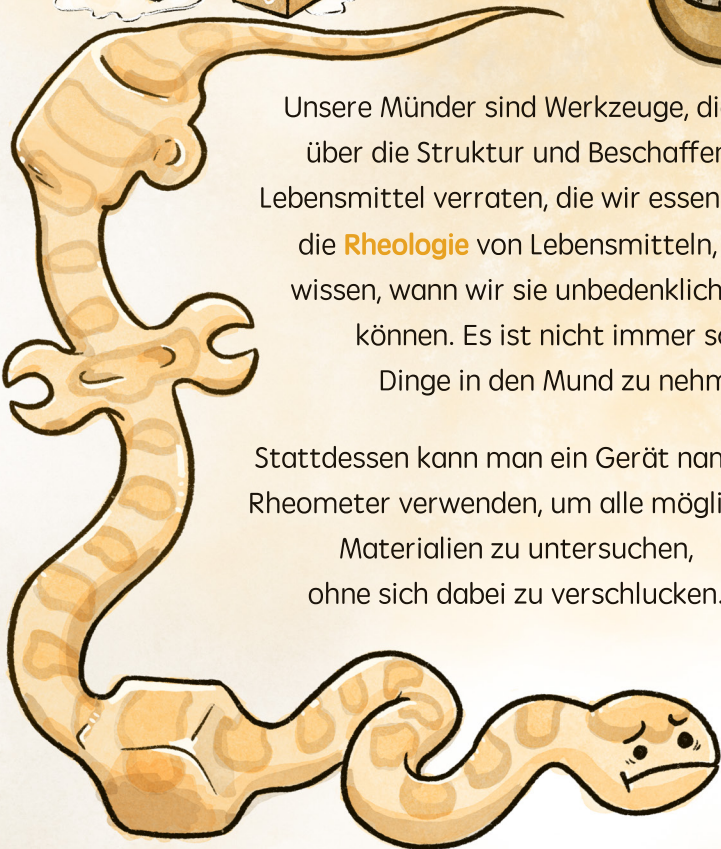 Unsere Münder sind Werkzeuge, di
über die Struktur und Beschaffen
Lebensmittel verraten, die wir essen
die Rheologie von Lebensmitteln,
wissen, wann wir sie unbedenklich
können. Es ist nicht immer s
Dinge in den Mund zu nehm
Stattdessen kann man ein Gerät nam
Rheometer verwenden, um alle mögli
Materialien zu untersuchen,
ohne sich dabei zu verschlucken.